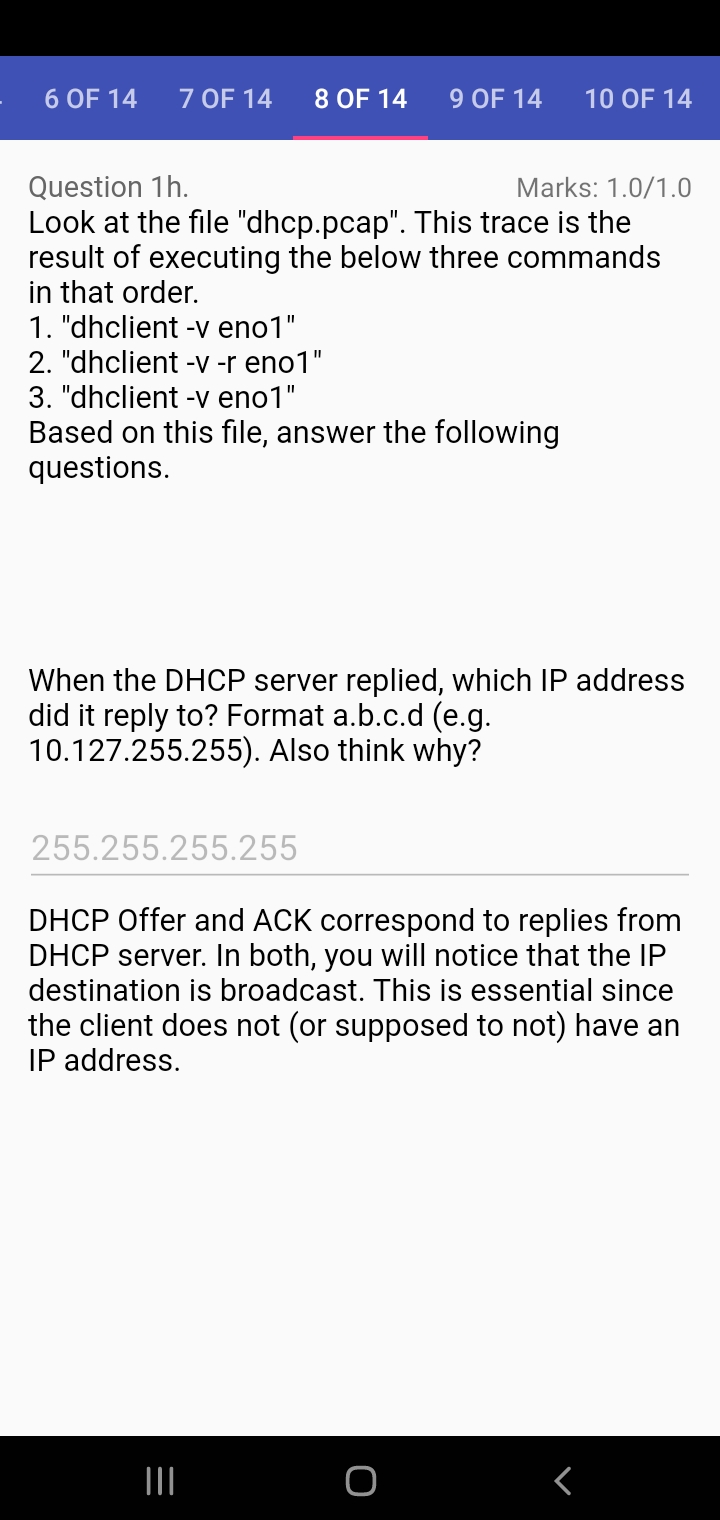 6 OF 14 7 OF 14 8 OF 14 9 OF 14 10 OF 14
Question 1h. Marks: 1.0/1.0
Look at the file "dhcp.pcap". This trace is the
result of executing the below three commands
in that order.
1. "dhclient -v eno1"
2. "dhclient -v -r eno1"
3. "dhclient -v eno1"
Based on this file, answer the following
questions.
When the DHCP server replied, which IP address
did it reply to? Format a.b.c.d (e.g.
10.127.255.255). Also think why?
255.255.255.255
DHCP Offer and ACK correspond to replies from
DHCP server. In both, you will notice that the IP
destination is broadcast. This is essential since
the client does not (or supposed to not) have an
IP address.